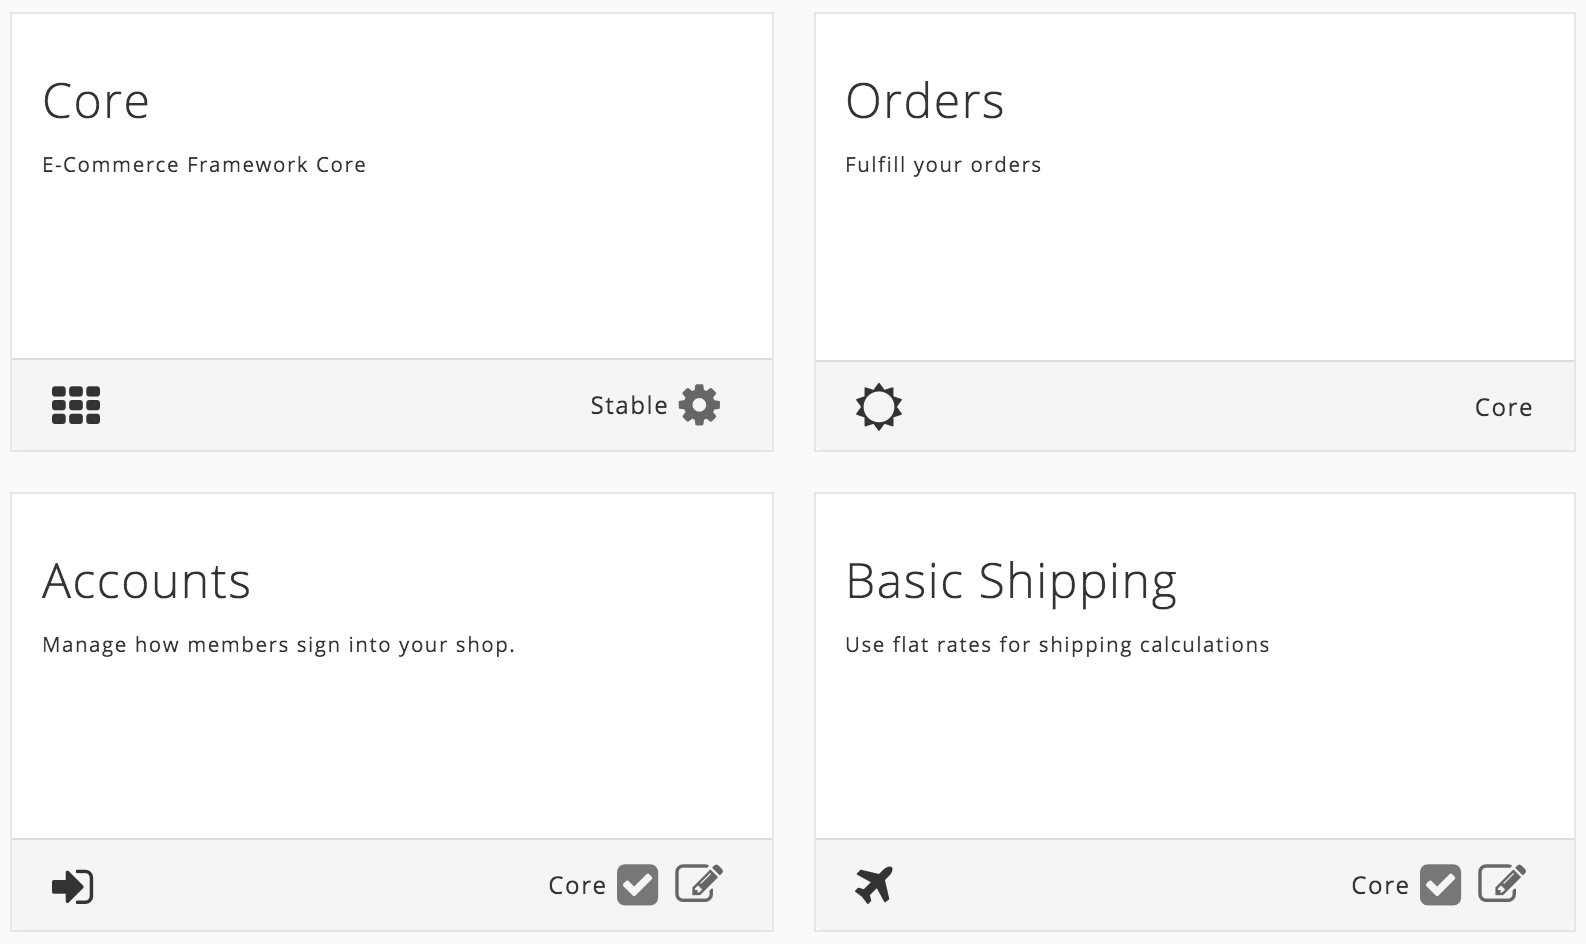 Core
E-Commerce Framework Core
Stable
Orders
Fulfill your orders
Core
Accounts
Manage how members sign into your shop.
Core
Basic Shipping
Use flat rates for shipping calculations
Core